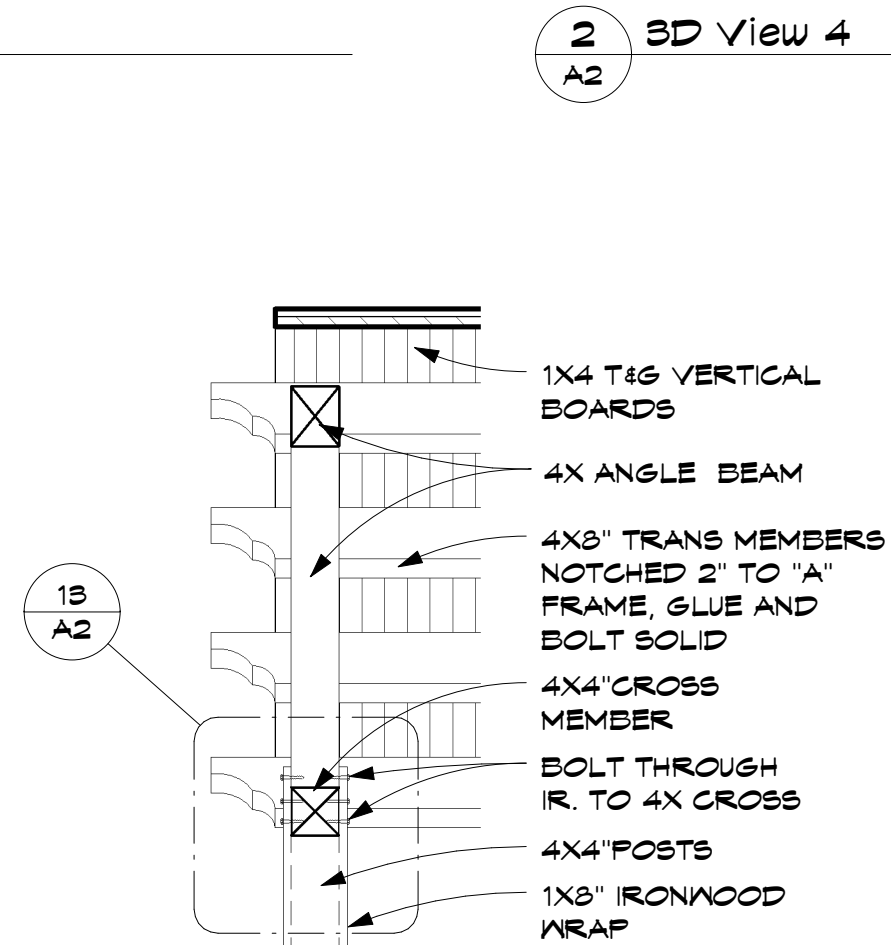 2 3D View 4
A2
1X4 T&G VERTICAL
BOARDS
4X ANGLE BEAM
4X8" TRANS MEMBERS
NOTCHED 2" TO "A"
FRAME, GLUE AND
BOLT SOLID
13
A2
4X4"CROSS
MEMBER
BOLT THROUGH
IR. TO 4X CROSS
4X4"POSTS
1X8" IRONWOOD
WRAP